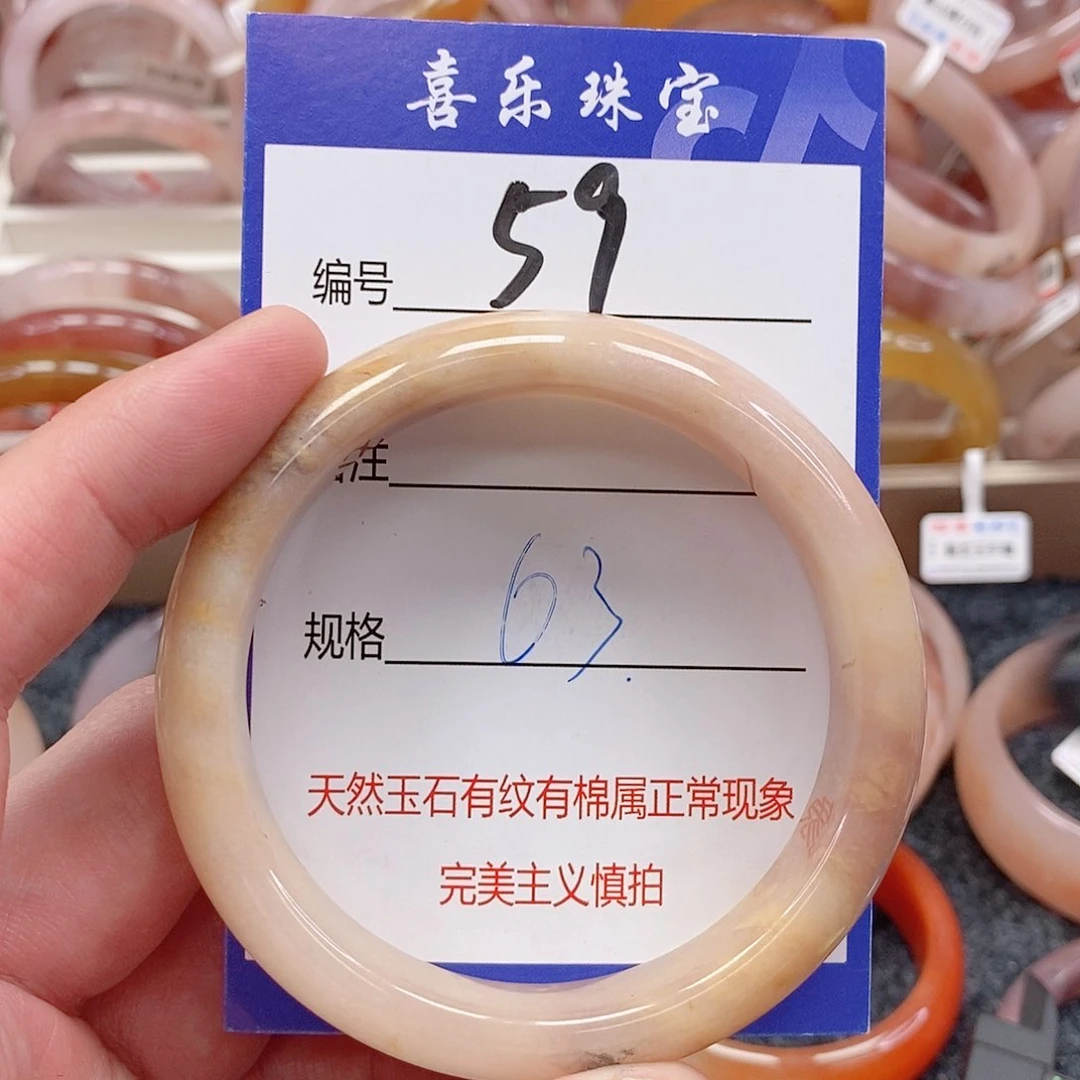 喜乐珠宝
编号 59
注
规格 63.
天然玉石有纹有棉属正常现象
完美主义慎拍